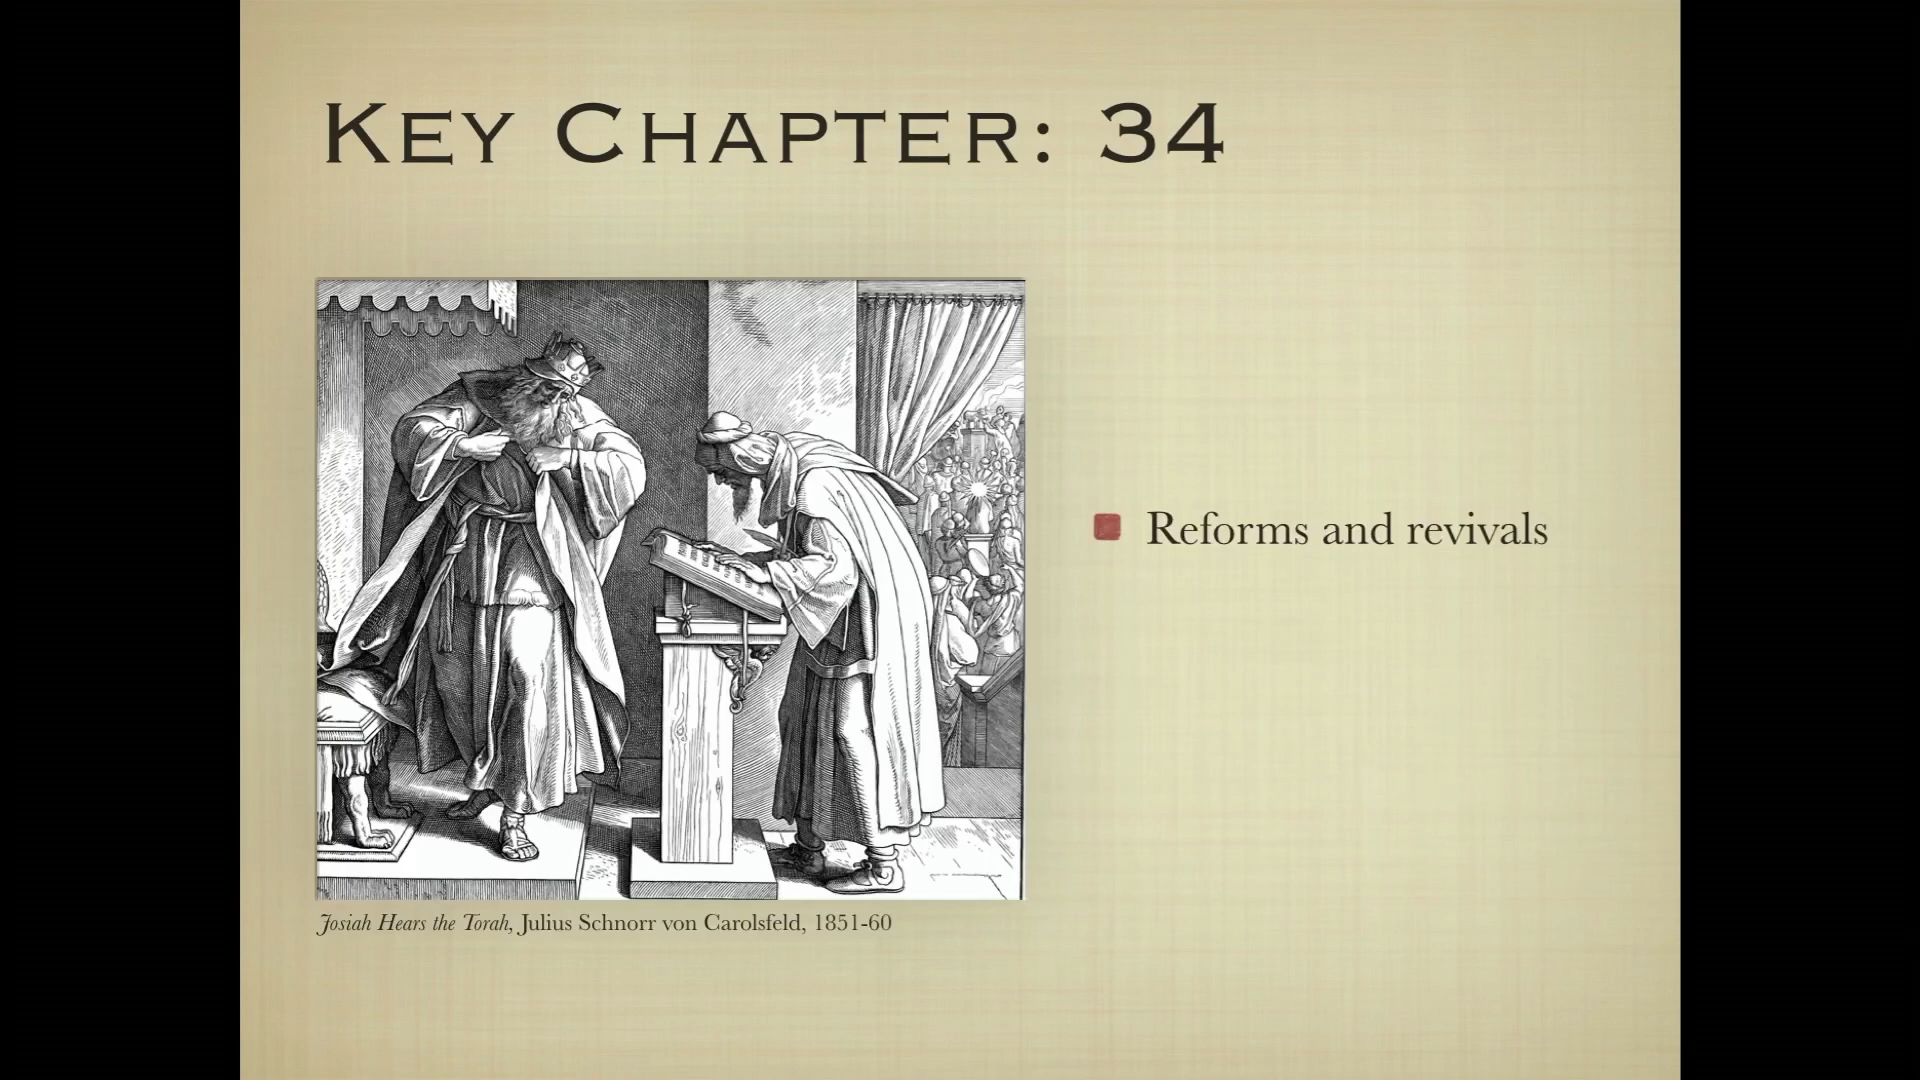 KEY CHAPTER: 34
Reforms and revivals
Josiah Hears the Torah, Julius Schnorr von Carolsfeld, 1851-60